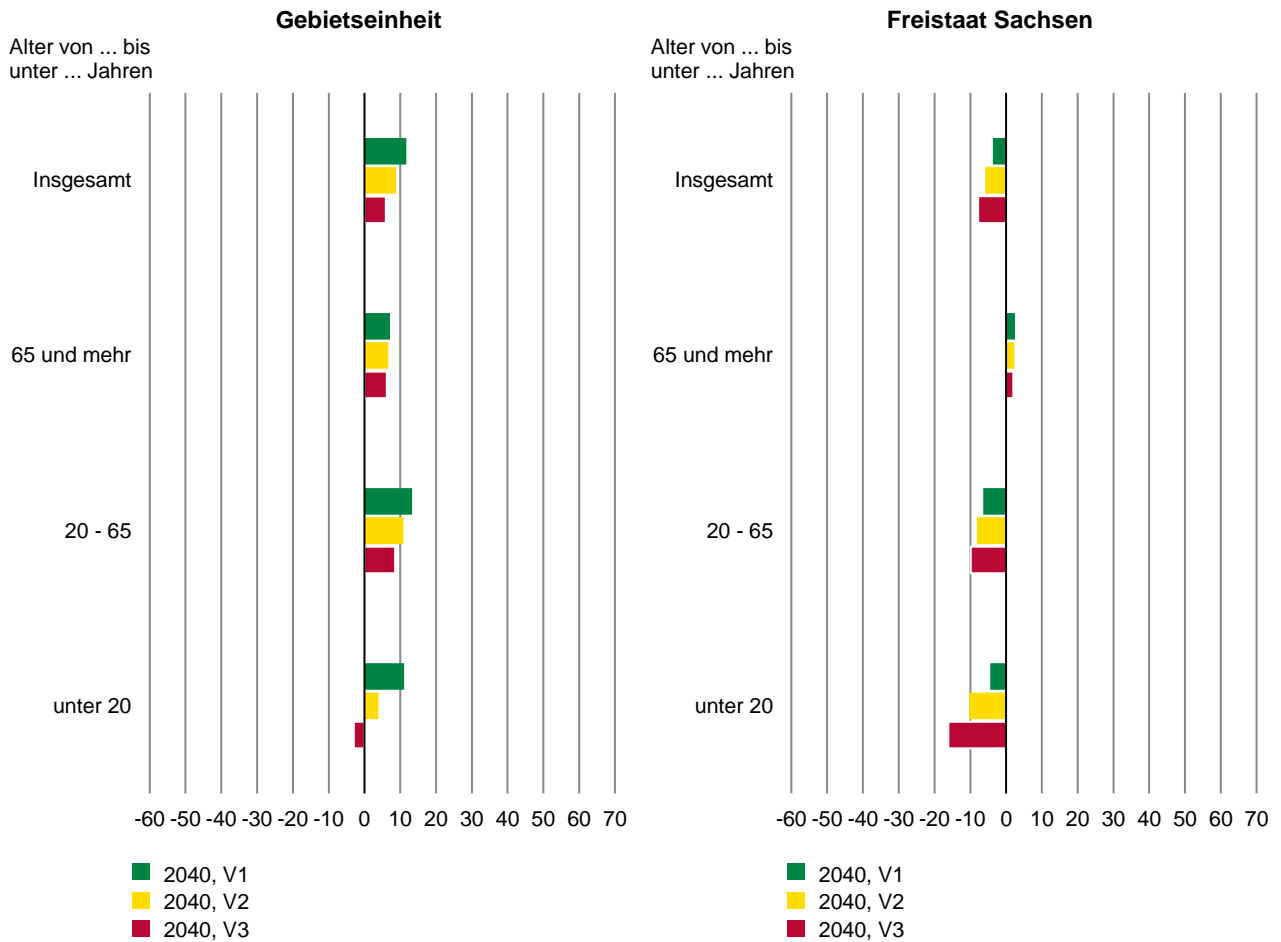 Gebietseinheit
Alter von ... bis
unter ... Jahren
Insgesamt
65 und mehr
20 - 65
unter 20
-60 -50 -40 -30 -20 -10 0 10 20 30 40 50 60 70
2040, V1
2040, V2
2040, V3
Freistaat Sachsen
Alter von ... bis
unter ... Jahren
Insgesamt
65 und mehr
20 - 65
unter 20
-60 -50 -40 -30 -20 -10 0 10 20 30 40 50 60 70
2040, V1
2040, V2
2040, V3